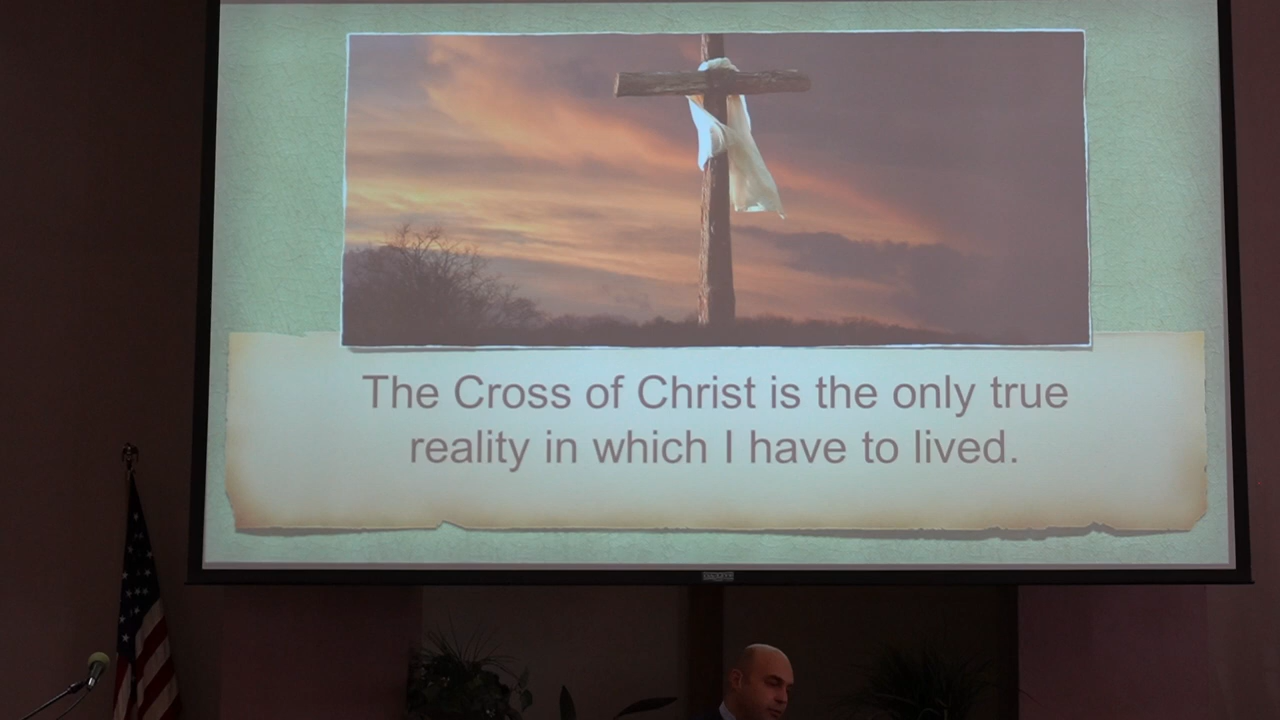 The Cross of Christ is the only true
reality in which I have to lived.